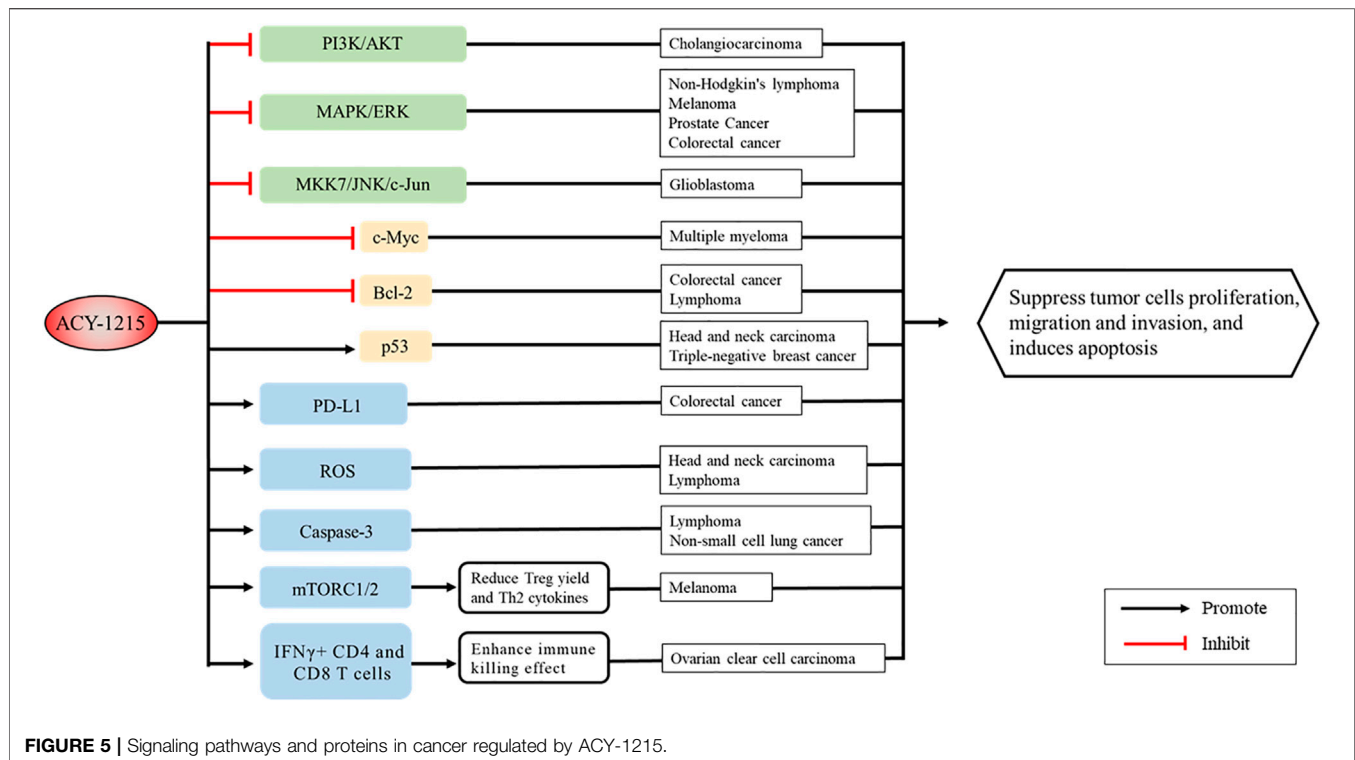 PI3K/AKT
Cholangiocarcinoma
MAPK/ERK
Non-Hodgkin's lymphoma
Melanoma
Prostate Cancer
Colorectal cancer
MKK7/JNK/c-Jun
Glioblastoma
c-Myc
Multiple myeloma
Bcl-2
Colorectal cancer
Lymphoma
ACY-1215
p53
Head and neck carcinoma
Triple-negative breast cancer
PD-L1
Colorectal cancer
ROS
Head and neck carcinoma
Lymphoma
Caspase-3
Lymphoma
Non-small cell lung cancer
mTORC1/2
Reduce Treg yield
and Th2 cytokines
Melanoma
IFNγ+ CD4 and
CD8 T cells
Enhance immune
killing effect
Ovarian clear cell carcinoma
Suppress tumor cells proliferation,
migration and invasion, and
induces apoptosis
Promote
Inhibit
FIGURE 5 | Signaling pathways and proteins in cancer regulated by ACY-1215.